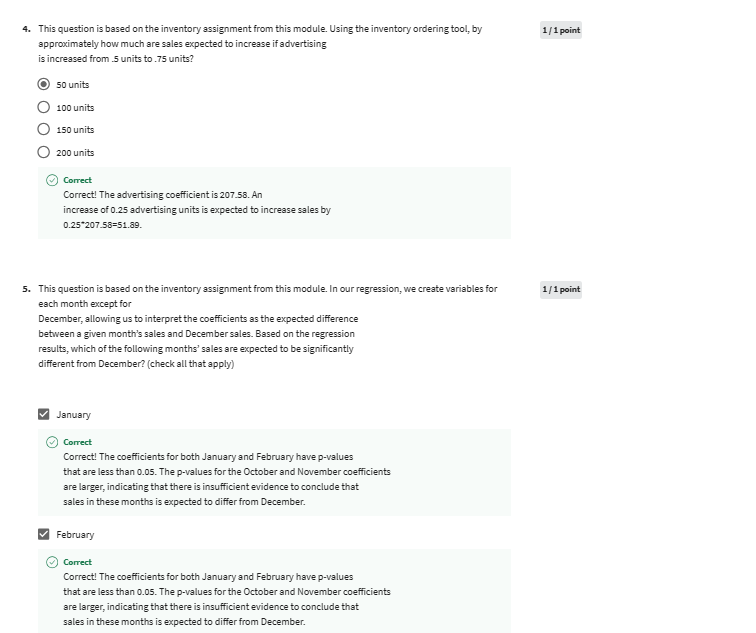 4. This question is based on the inventory assignment from this module. Using the inventory ordering tool, by
1 / 1 point
approximately how much are sales expected to increase if advertising
is increased from .5 units to .75 units?
50 units
100 units
150 units
200 units
Correct
Correct! The advertising coefficient is 207.58. An
increase of 0.25 advertising units is expected to increase sales by
0.25*207.58=51.89.
5. This question is based on the inventory assignment from this module. In our regression, we create variables for
1 / 1 point
each month except for
December, allowing us to interpret the coefficients as the expected difference
between a given month's sales and December sales. Based on the regression
results, which of the following months' sales are expected to be significantly
different from December? (check all that apply)
January
Correct
Correct! The coefficients for both January and February have p-values
that are less than 0.05. The p-values for the October and November coefficients
are larger, indicating that there is insufficient evidence to conclude that
sales in these months is expected to differ from December.
February
Correct
Correct! The coefficients for both January and February have p-values
that are less than 0.05. The p-values for the October and November coefficients
are larger, indicating that there is insufficient evidence to conclude that
sales in these months is expected to differ from December.